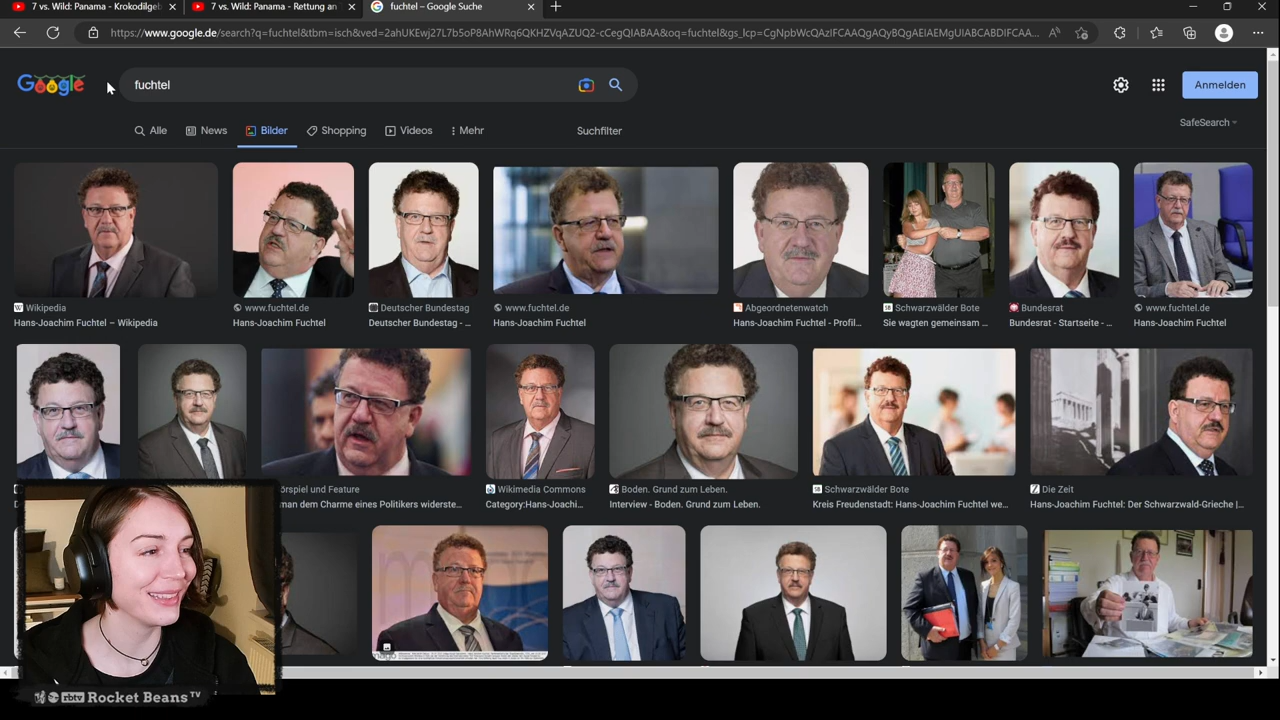 7 vs. Wild: Panama - Krokodilgeb
7 vs. Wild: Panama - Rettung an
fuchtel – Google Suche
https://www.google.de/search?q=fuchtel&tbm=isch&ved=2ahUKEwj27L7b5oP8AhWRq6QKHZVqAZUQ2-cCegQIABAA&oq=fuchtel&gs_lcp=CgNpbWcQAzIFCAAQgAQyBQgAEIAEMgUIABCABDIFCAA...
Google
fuchtel
Anmelden
Alle
News
Bilder
Shopping
Videos
Mehr
Suchfilter
SafeSearch
Wikipedia
Hans-Joachim Fuchtel – Wikipedia
www.fuchtel.de
Hans-Joachim Fuchtel
Deutscher Bundestag
Deutscher Bundestag - ...
www.fuchtel.de
Hans-Joachim Fuchtel
Abgeordnetenwatch
Hans-Joachim Fuchtel - Profil...
Schwarzwälder Bote
Sie wagten gemeinsam ...
Bundesrat
Bundesrat - Startseite - ...
www.fuchtel.de
Hans-Joachim Fuchtel
örspiel und Feature
man dem Charme eines Politikers widerste...
Wikimedia Commons
Category:Hans-Joachi...
Boden. Grund zum Leben.
Interview - Boden. Grund zum Leben.
Schwarzwälder Bote
Kreis Freudenstadt: Hans-Joachim Fuchtel we...
Die Zeit
Hans-Joachim Fuchtel: Der Schwarzwald-Grieche |...
rbtv Rocket Beans TV